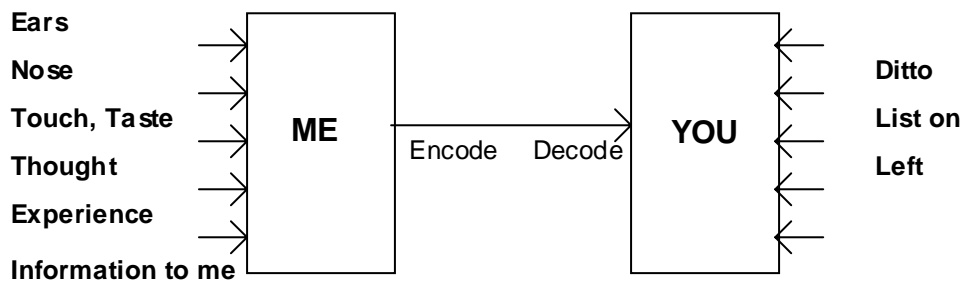 Ears
Nose
Touch, Taste
Thought
Experience
Information to me
ME
Encode Decode
YOU
Ditto
List on
Left